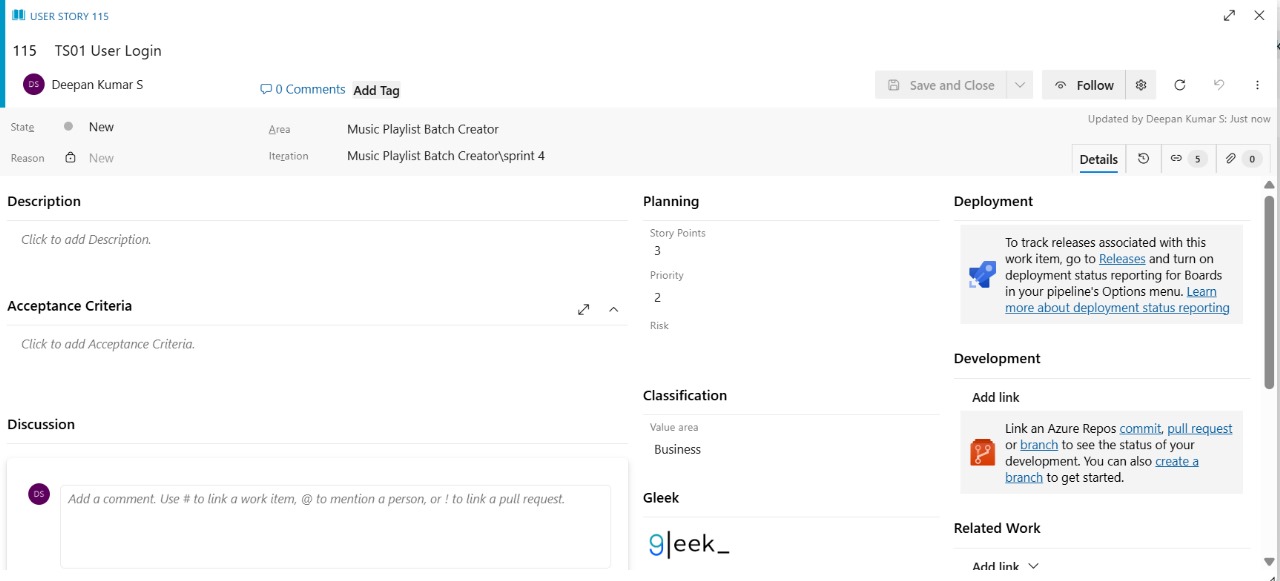 USER STORY 115
115 TS01 User Login
DS Deepan Kumar S
0 Comments Add Tag
Save and Close
Follow
State New
Area Music Playlist Batch Creator
Updated by Deepan Kumar S: Just now
Reason New
Iteration Music Playlist Batch Creator\sprint 4
Details 5 0
Description
Click to add Description.
Acceptance Criteria
Click to add Acceptance Criteria.
Discussion
DS
Add a comment. Use # to link a work item, @ to mention a person, or ! to link a pull request.
Planning
Story Points
3
Priority
2
Risk
Classification
Value area
Business
Gleek
gleek_
Deployment
To track releases associated with this
work item, go to Releases and turn on
deployment status reporting for Boards
in your pipeline's Options menu. Learn
more about deployment status reporting
Development
Add link
Link an Azure Repos commit, pull request
or branch to see the status of your
development. You can also create a
branch to get started.
Related Work
Add link